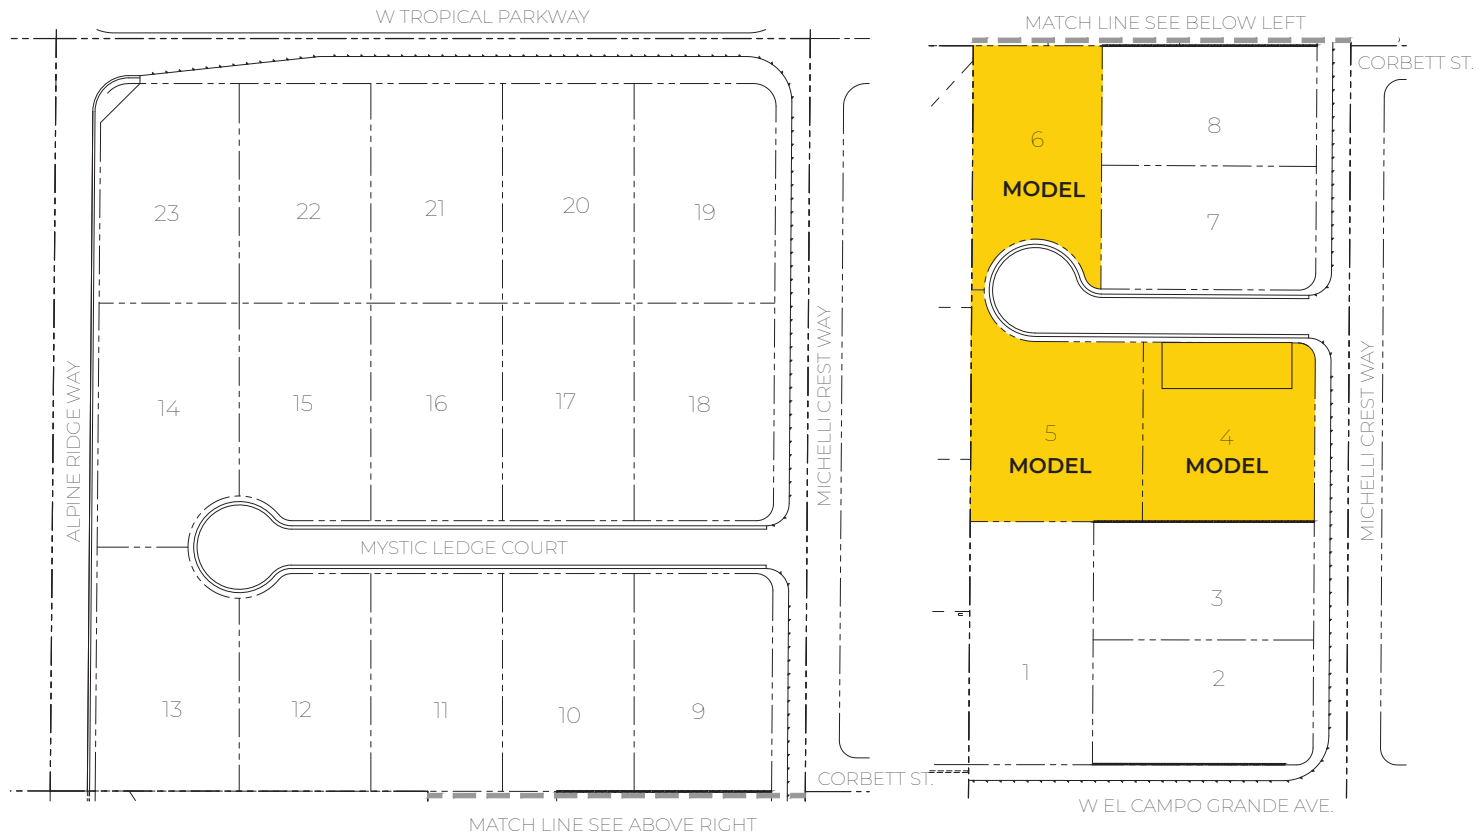 W TROPICAL PARKWAY
23
22
21
20
19
14
15
16
17
18
ALPINE RIDGE WAY
MICHELLI CREST WAY
MYSTIC LEDGE COURT
13
12
11
10
9
CORBETT ST.
MATCH LINE SEE ABOVE RIGHT
MATCH LINE SEE BELOW LEFT
CORBETT ST.
6
MODEL
8
7
5
MODEL
4
MODEL
MICHELLI CREST WAY
3
1
2
W EL CAMPO GRANDE AVE.